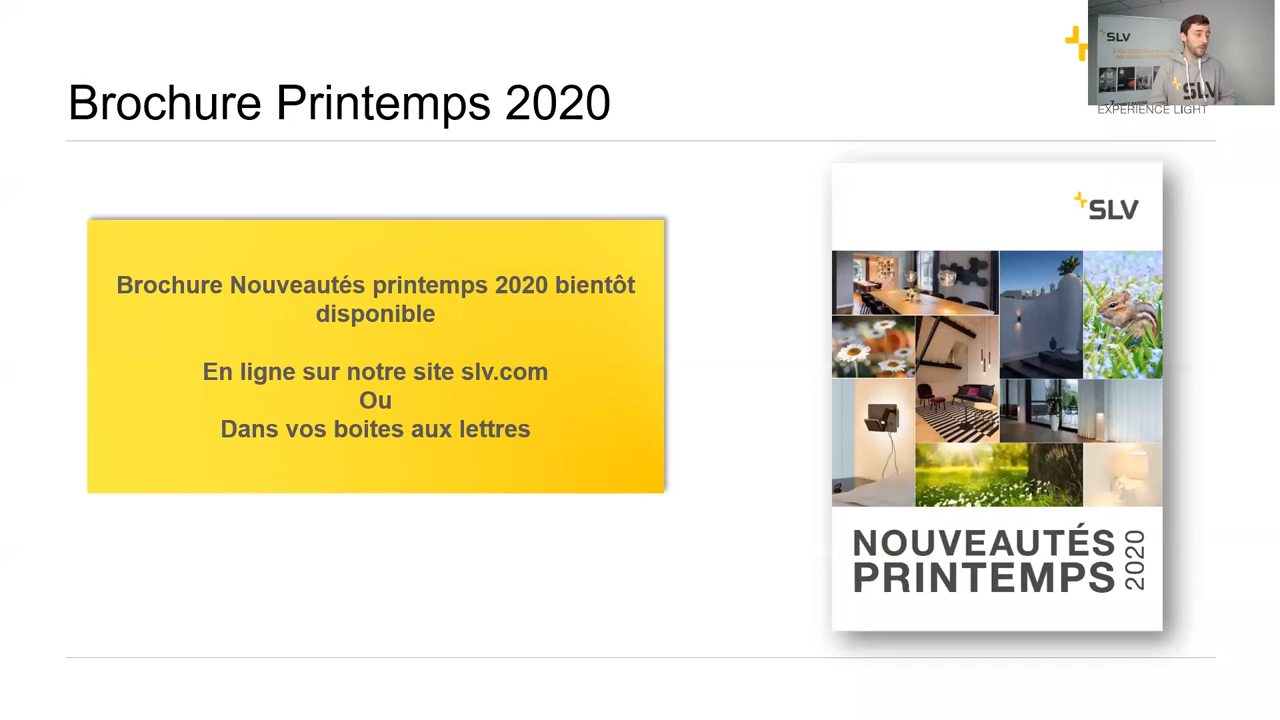 Brochure Printemps 2020
SLV
SLV
EXPERIENCE LIGHT
Brochure Nouveautés printemps 2020 bientôt
disponible
En ligne sur notre site slv.com
Ou
Dans vos boites aux lettres
SLV
NOUVEAUTÉS
PRINTEMPS
2020